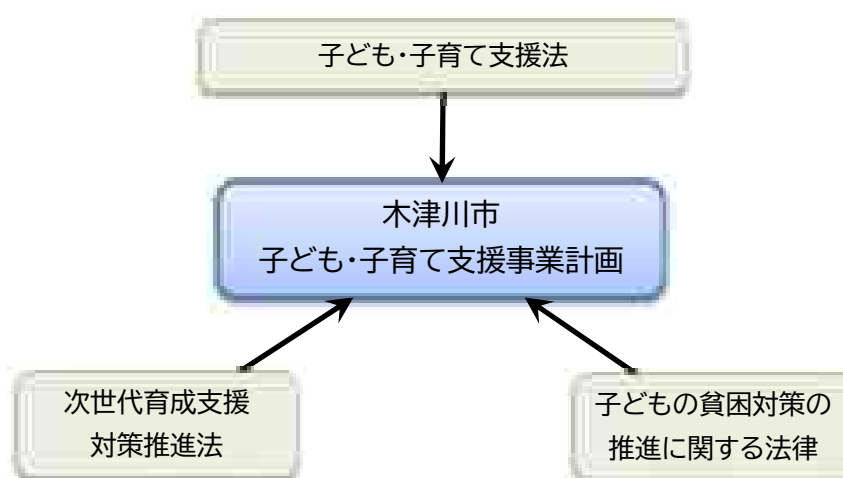 子ども・子育て支援法
木津川市
子ども・子育て支援事業計画
次世代育成支援
対策推進法
子どもの貧困対策の
推進に関する法律